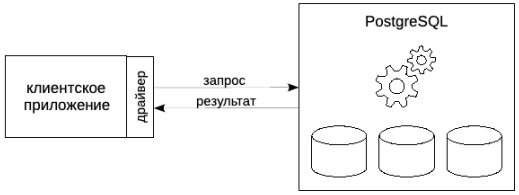 PostgreSQL
клиентское
приложение
драйвер
запрос
результат